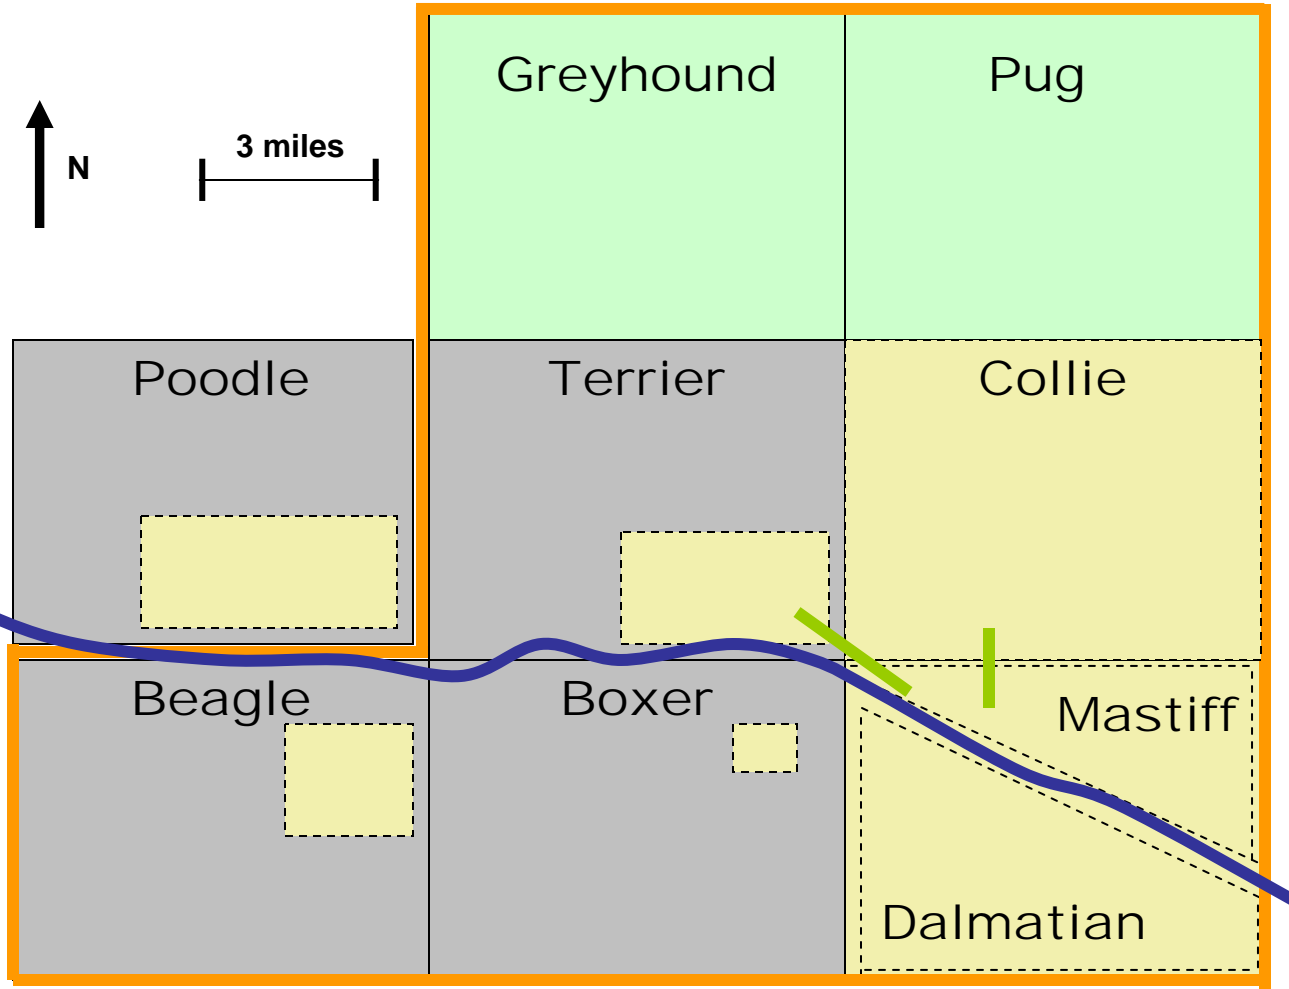 Greyhound
Pug
3 miles
N
Poodle
Terrier
Collie
Beagle
Boxer
Mastiff
Dalmatian